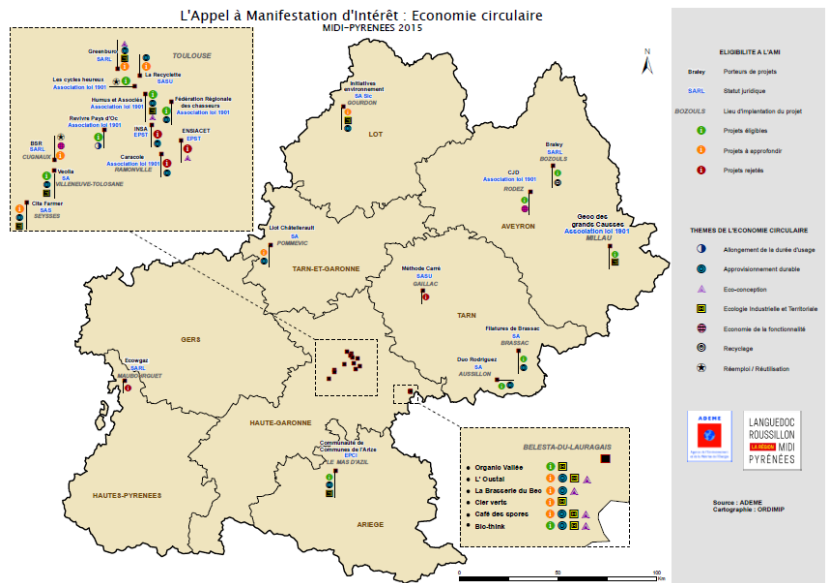 L'Appel à Manifestation d'Intérêt : Economie circulaire
MIDI-PYRENEES 2015
TOULOUSE
Greenburo
SARL
La Recyclette
SASU
Les cycles heureux
Association loi 1901
Humus et Associés
Association loi 1901
Fédération Régionale
des chasseurs
Association loi 1901
Ravivre Pays d'Oc
Association loi 1901
INSA
EPST
ENSIACET
EPST
BSR
SARL
CUGNAUX
Caracole
Association loi 1901
RAMONVILLE
Veolia
SA
VILLENEUVE-TOLOSANE
Cita Fermer
SAS
SEYSSES
Initiatives
environnement
SA Sic
GOURDON
LOT
Braley
SARL
BOZOULS
CJD
Association loi 1901
RODEZ
AVEYRON
Geoc des
grands Causses
Association loi 1901
MILLAU
SA
POMMEVIC
TARN-ET-GARONNE
Méthode Carré
SASU
GAILLAC
TARN
Filatures de Brassac
SA
BRASSAC
Duo Rodriguez
SA
AUSSILLON
GERS
Ecowgaz
SARL
MAUBOURGUET
HAUTE-GARONNE
Communauté de
Communes de l'Arize
EPCI
LE MAS D'AZIL
HAUTES-PYRENEES
ARIEGE
BELESTA-DU-LAURAGAIS
Organic Vallée
L' Oustal
La Brasserie du Beo
Cler verts
Café des spores
Bio-think
0 50 100
Km
N
ELIGIBILITE A L'AMI
Braley Porteurs de projets
SARL Statut juridique
BOZOULS Lieu d'implantation du projet
Projets éligibles
Projets à approfondir
Projets rejetés
THEMES DE L'ECONOMIE CIRCULAIRE
Allongement de la durée d'usage
Approvisionnement durable
Eco-conception
Ecologie Industrielle et Territoriale
Economie de la fonctionnalité
Recyclage
Réemploi / Réutilisation
ADEME
LANGUEDOC
ROUSSILLON
LA RÉGION MIDI
PYRÉNÉES
Source : ADEME
Cartographie : ORDIMIP